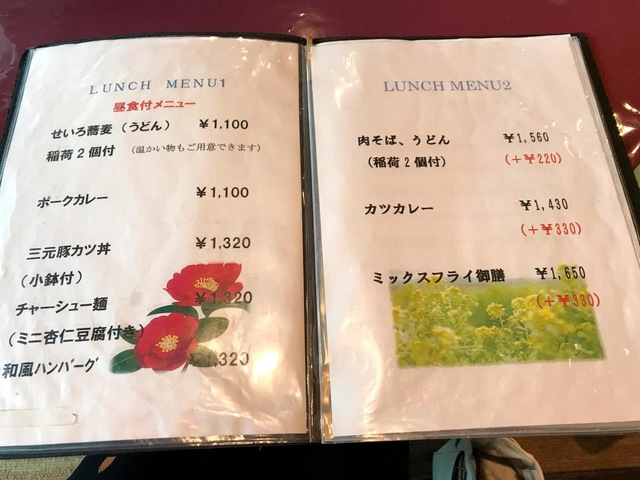 LUNCH MENU1
昼食付メニュー
せいろ蕎麦（うどん） ￥1,100
稲荷２個付 （温かい物もご用意できます）
ポークカレー ￥1,100
三元豚カツ丼 ￥1,320
（小鉢付）
チャーシュー麺 ￥1,320
（ミニ杏仁豆腐付き）
和風ハンバーグ ￥1,320
LUNCH MENU2
肉そば、うどん ￥1,560
（稲荷２個付） （+￥220）
カツカレー ￥1,430
（+￥330）
ミックスフライ御膳 ￥1,650
（+￥330）